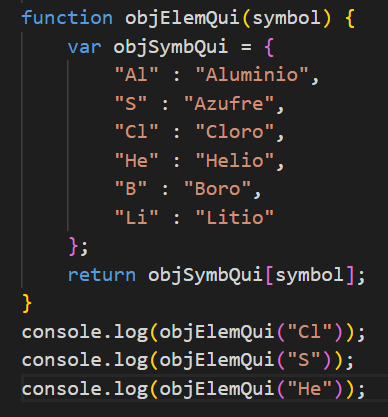 function objElemQui(symbol) {
    var objSymbQui = {
        "Al" : "Aluminio",
        "S" : "Azufre",
        "Cl" : "Cloro",
        "He" : "Helio",
        "B" : "Boro",
        "Li" : "Litio"
    };
    return objSymbQui[symbol];
}
console.log(objElemQui("Cl"));
console.log(objElemQui("S"));
console.log(objElemQui("He"));